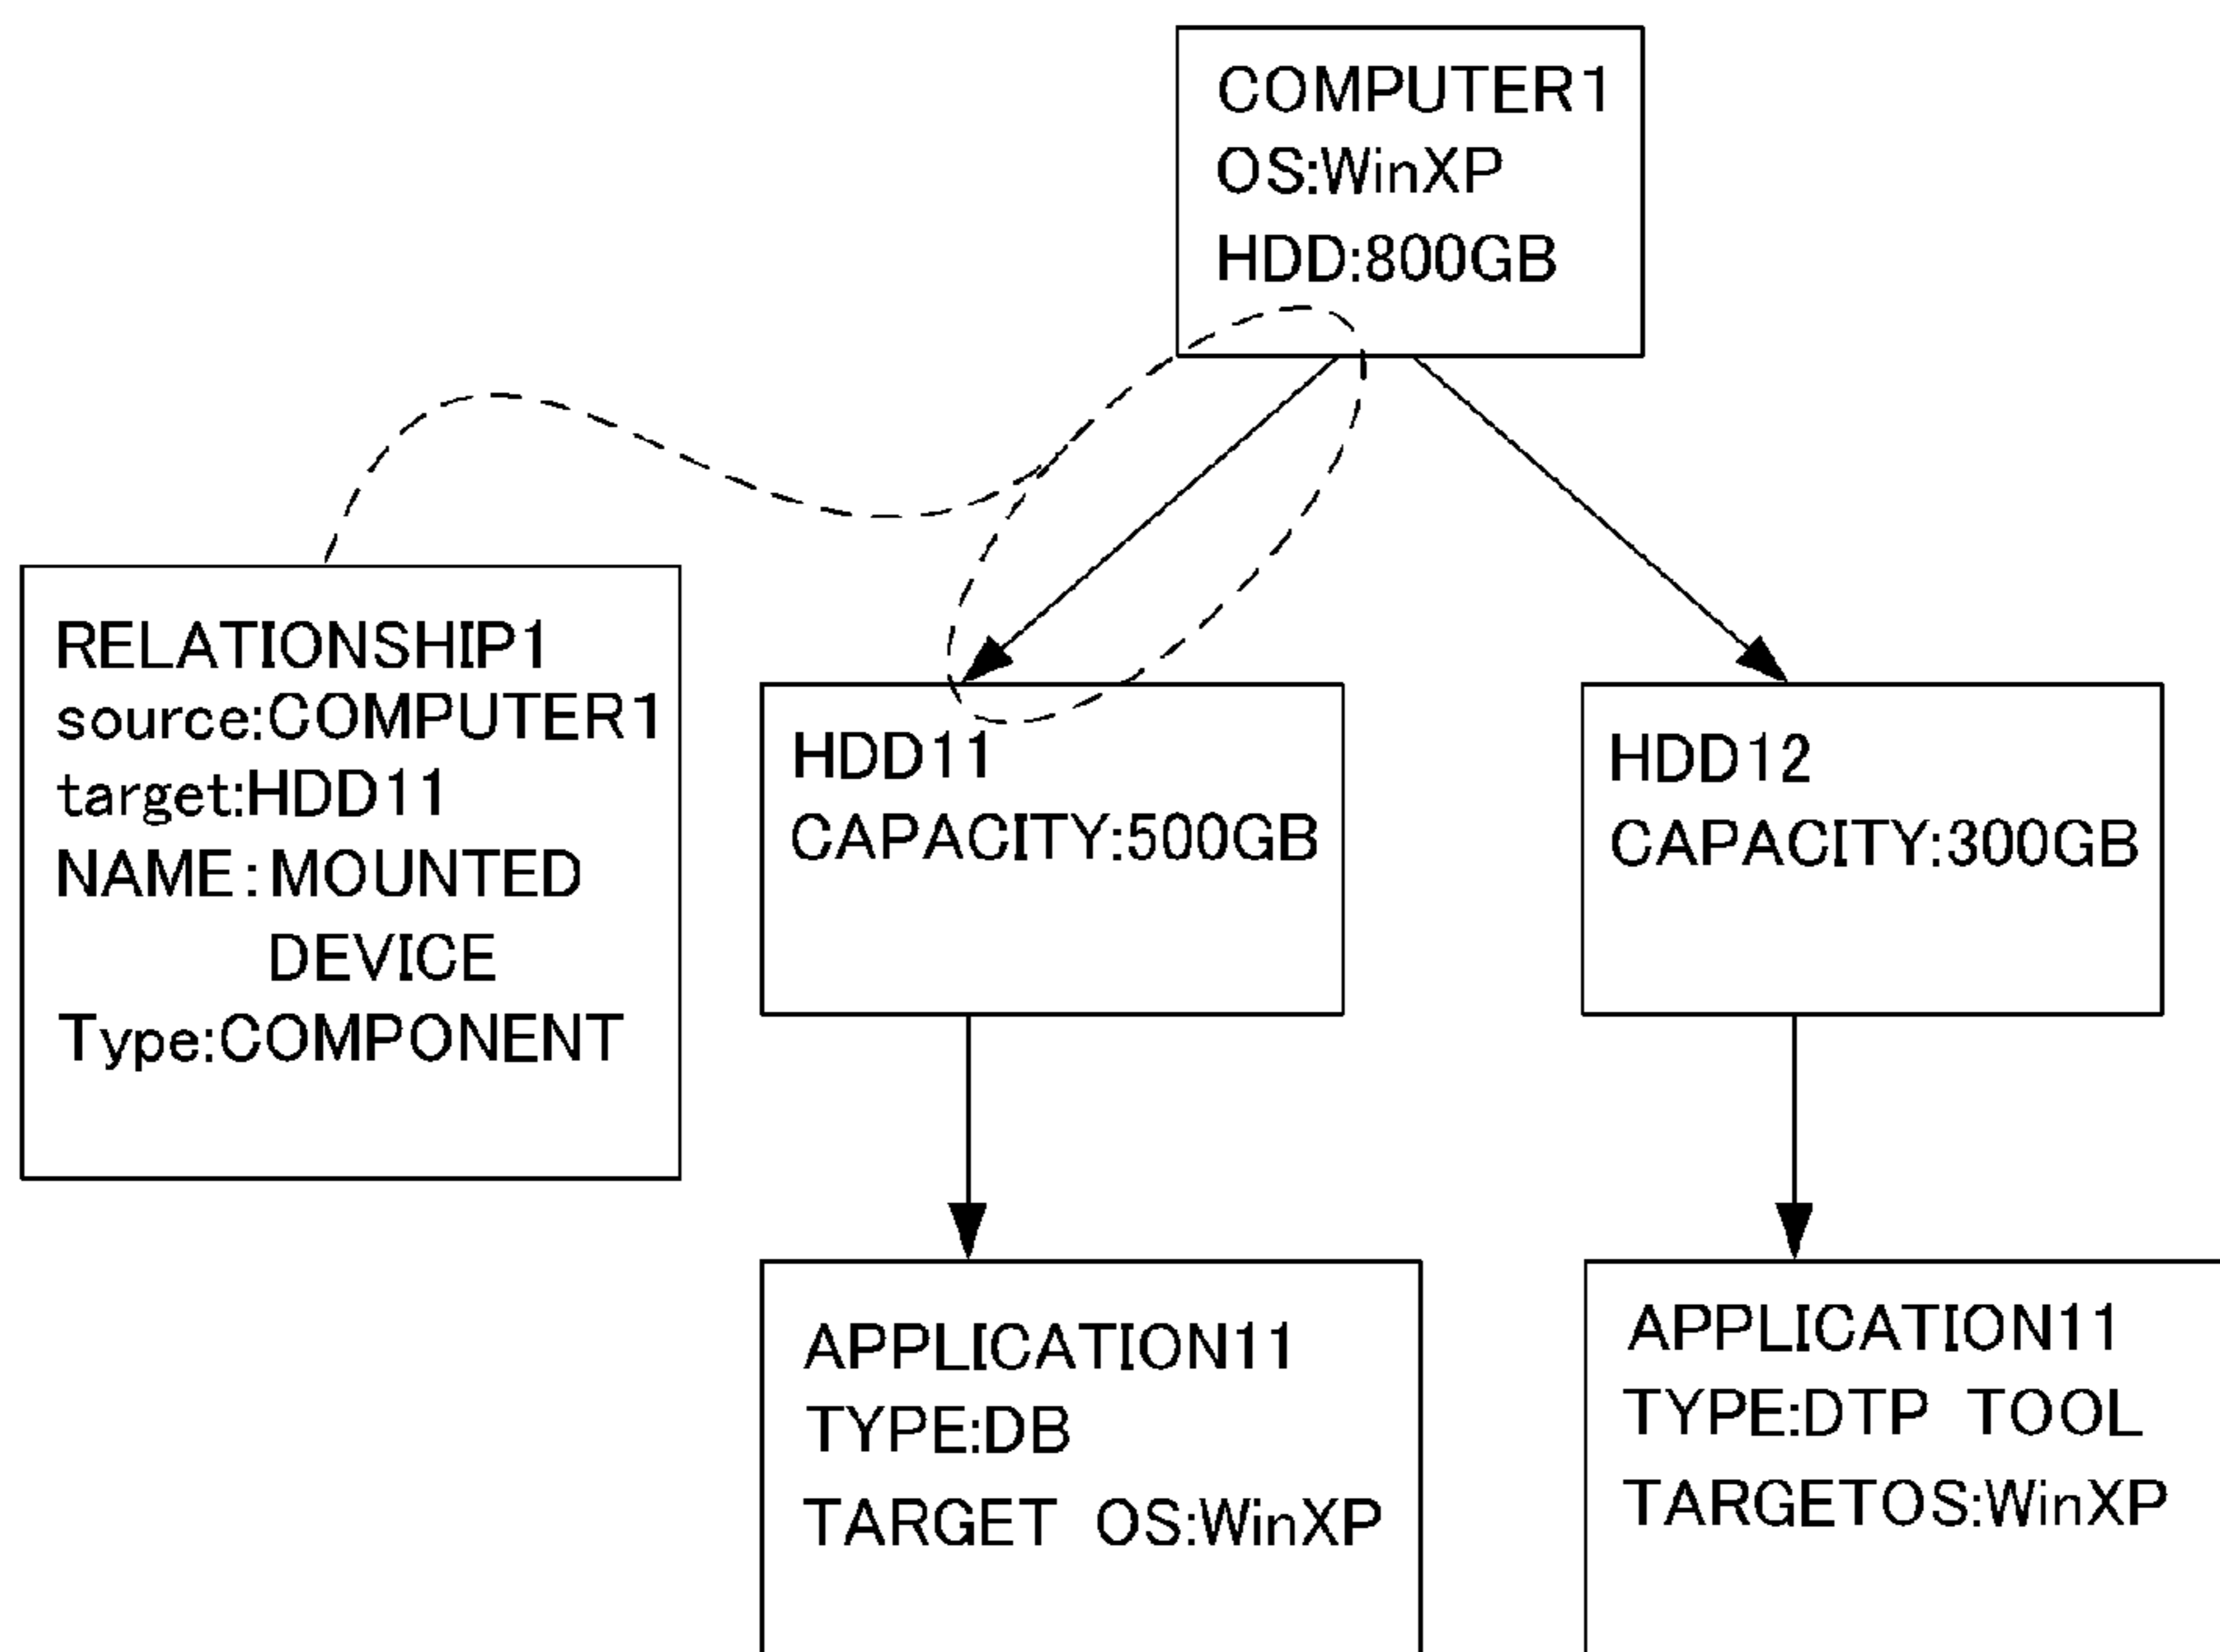 COMPUTER1
OS:WinXP
HDD:800GB
RELATIONSHIP1
source:COMPUTER1
target:HDD11
NAME:MOUNTED
DEVICE
Type:COMPONENT
HDD11
CAPACITY:500GB
HDD12
CAPACITY:300GB
APPLICATION11
TYPE:DB
TARGET OS:WinXP
APPLICATION11
TYPE:DTP TOOL
TARGETOS:WinXP